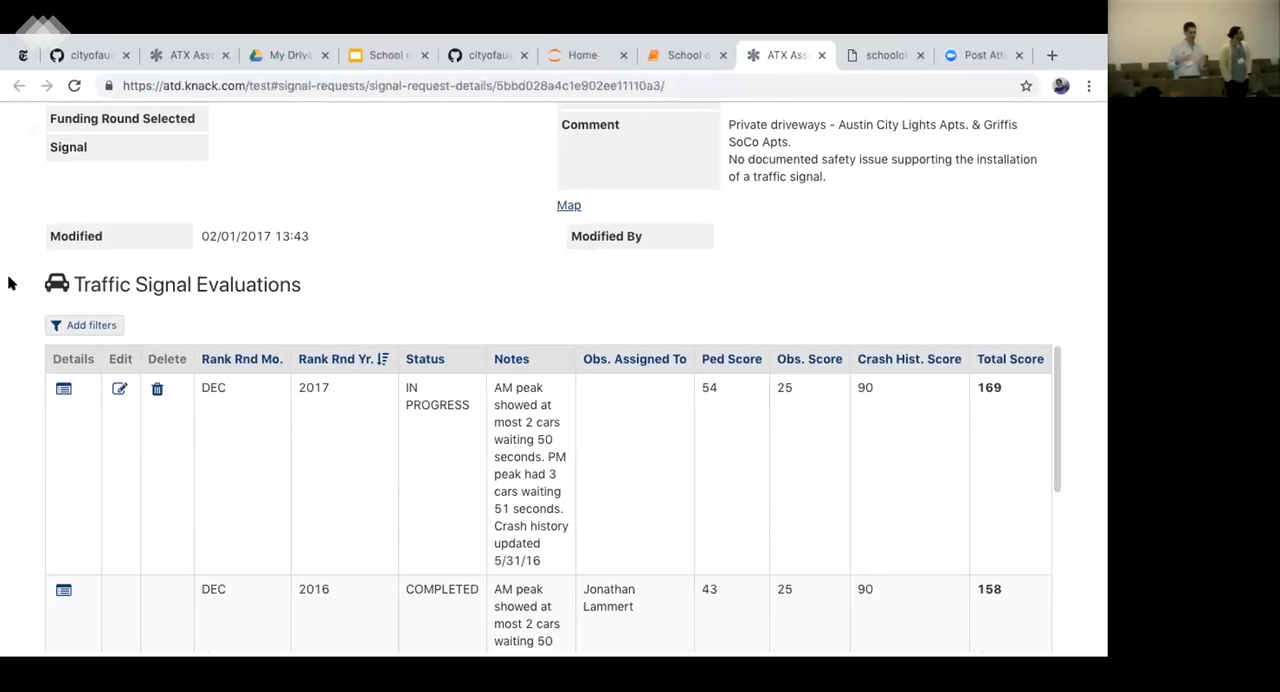 cityofau
ATX Ass
My Drive
School o
cityofau
Home
School o
ATX Ass
schoolo
Post Att
https://atd.knack.com/test#signal-requests/signal-request-details/5bbd028a4c1e902ee11110a3/
Funding Round Selected
Signal
Comment
Private driveways - Austin City Lights Apts. & Griffis
SoCo Apts.
No documented safety issue supporting the installation
of a traffic signal.
Map
Modified 02/01/2017 13:43
Modified By
Traffic Signal Evaluations
Add filters
Details Edit Delete Rank Rnd Mo. Rank Rnd Yr. Status Notes Obs. Assigned To Ped Score Obs. Score Crash Hist. Score Total Score
DEC 2017 IN
PROGRESS
AM peak
showed at
most 2 cars
waiting 50
seconds. PM
peak had 3
cars waiting
51 seconds.
Crash history
updated
5/31/16
54 25 90 169
DEC 2016 COMPLETED
AM peak
showed at
most 2 cars
waiting 50
Jonathan
Lammert
43 25 90 158